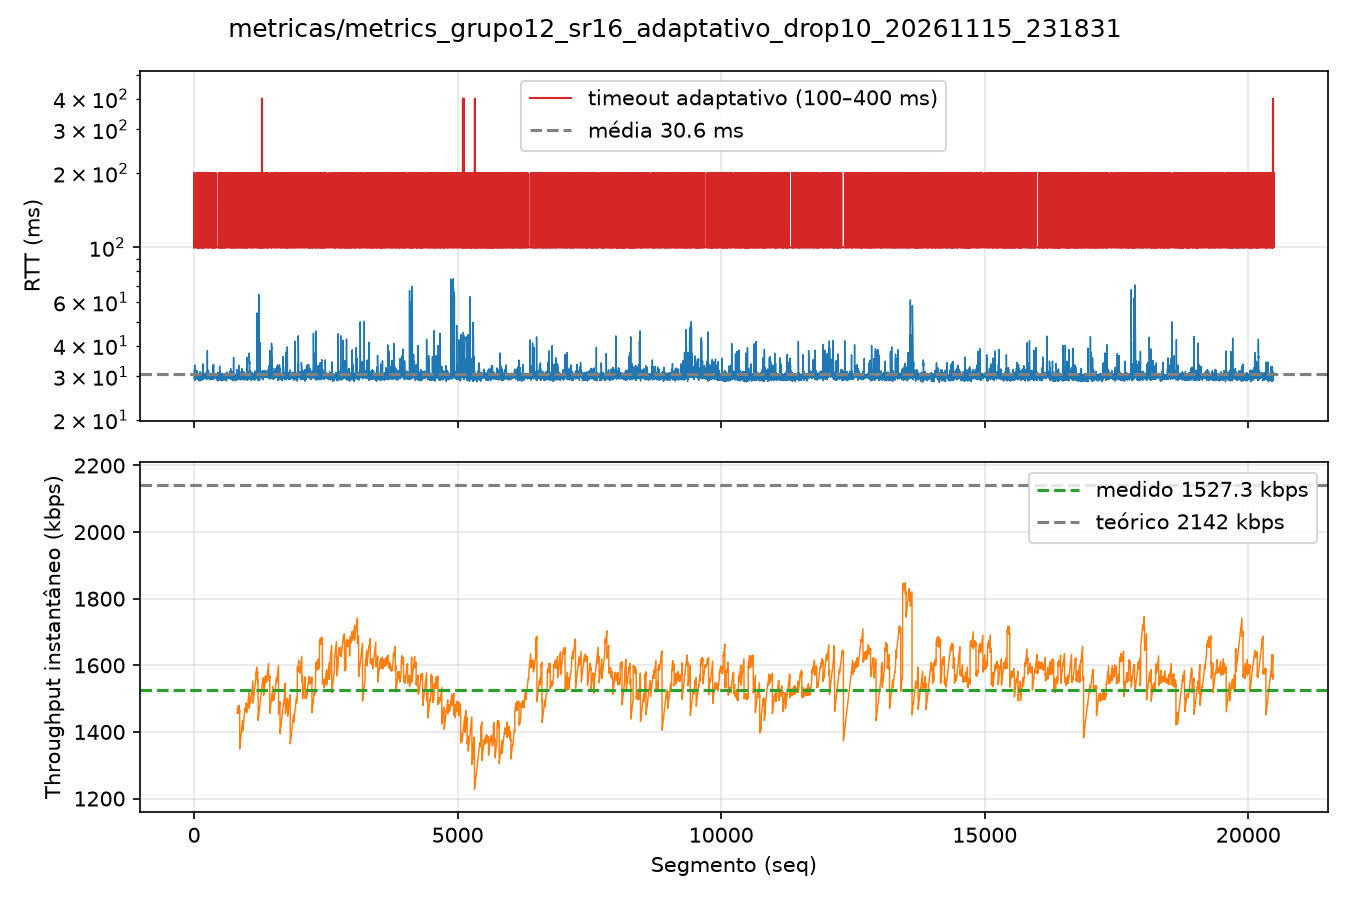 metricas/metrics_grupo12_sr16_adaptativo_drop10_20261115_231831
timeout adaptativo (100–400 ms)
média 30.6 ms
RTT (ms)
4 × 10²
3 × 10²
2 × 10²
10²
6 × 10¹
4 × 10¹
3 × 10¹
2 × 10¹
medido 1527.3 kbps
teórico 2142 kbps
Throughput instantâneo (kbps)
2200
2000
1800
1600
1400
1200
0 5000 10000 15000 20000
Segmento (seq)